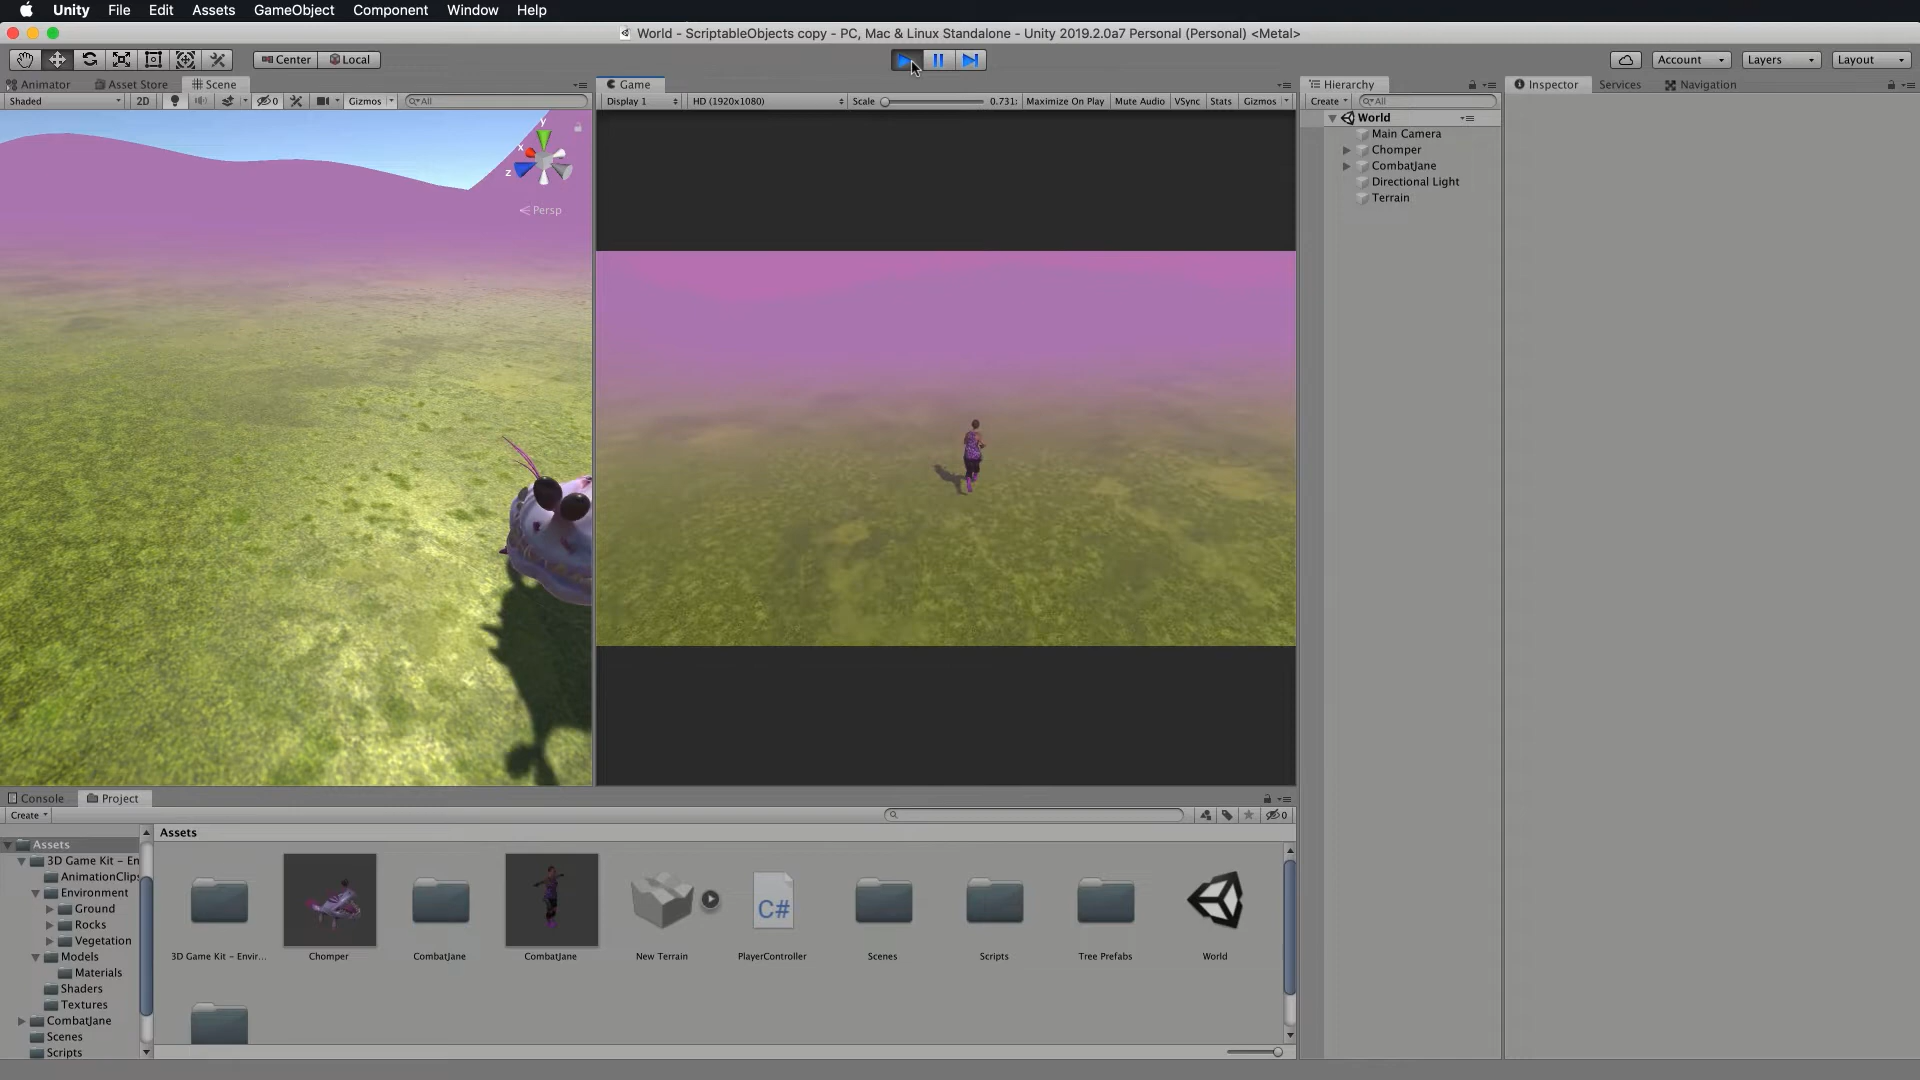 Unity File Edit Assets GameObject Component Window Help
World - ScriptableObjects copy - PC, Mac & Linux Standalone - Unity 2019.2.0a7 Personal (Personal) <Metal>
Center Local Account Layers Layout
Animator Asset Store Scene Game Hierarchy Inspector Services Navigation
Shaded 2D 0 Gizmos All Display 1 HD (1920x1080) Scale 0.731: Maximize On Play Mute Audio VSync Stats Gizmos Create All
World
Main Camera
Chomper
CombatJane
Directional Light
Terrain
y
x
z
Persp
Console Project
Create 0
Assets
3D Game Kit – En
AnimationClips
Environment
Ground
Rocks
Vegetation
Models
Materials
Shaders
Textures
CombatJane
Scenes
Scripts
Assets
C#
3D Game Kit – Envir... Chomper CombatJane CombatJane New Terrain PlayerController Scenes Scripts Tree Prefabs World